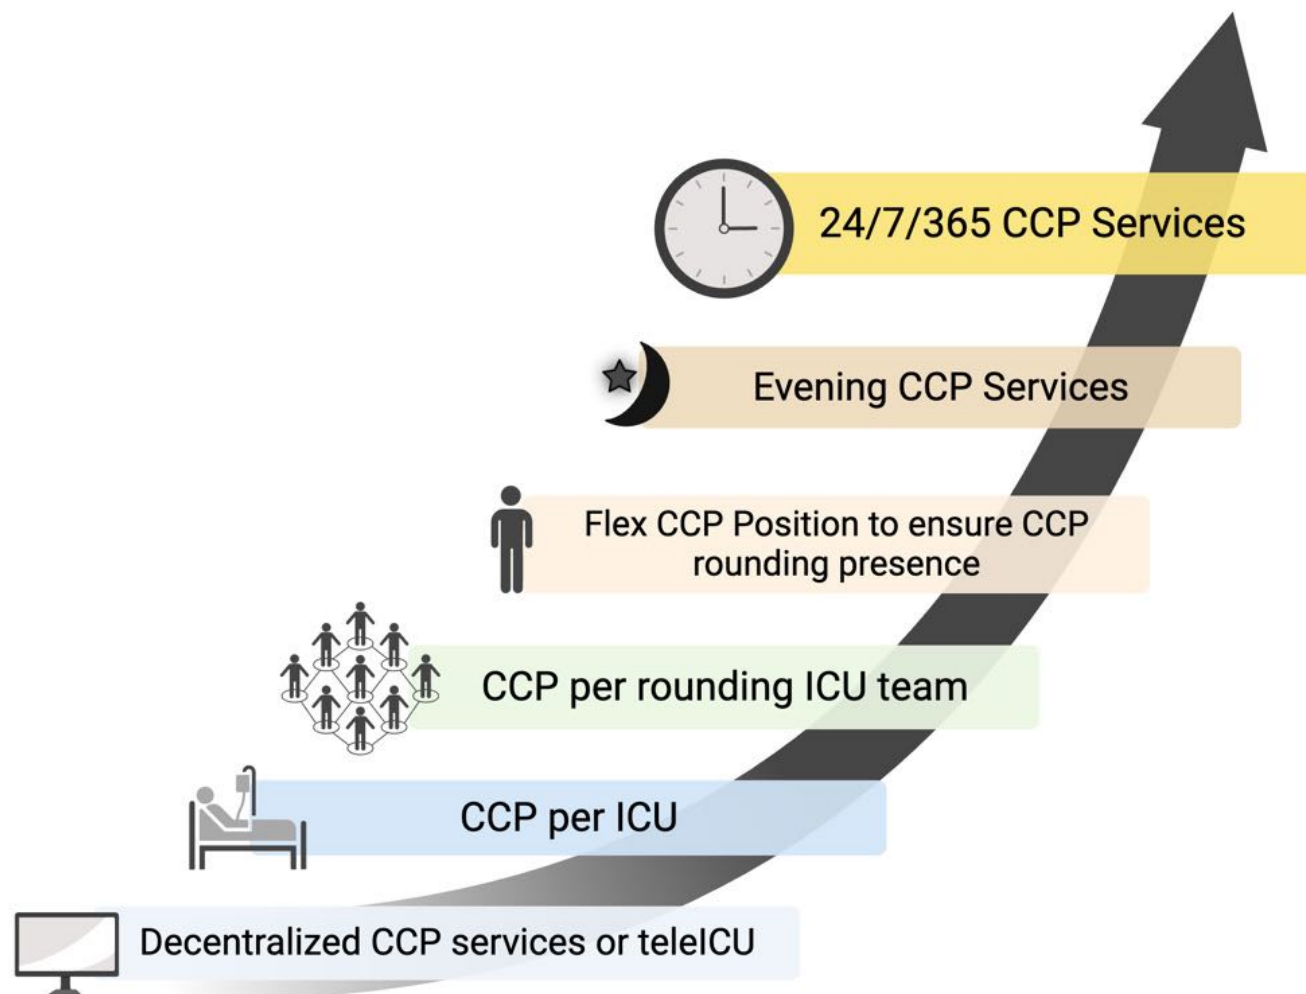 24/7/365 CCP Services
Evening CCP Services
Flex CCP Position to ensure CCP
rounding presence
CCP per rounding ICU team
CCP per ICU
Decentralized CCP services or teleICU